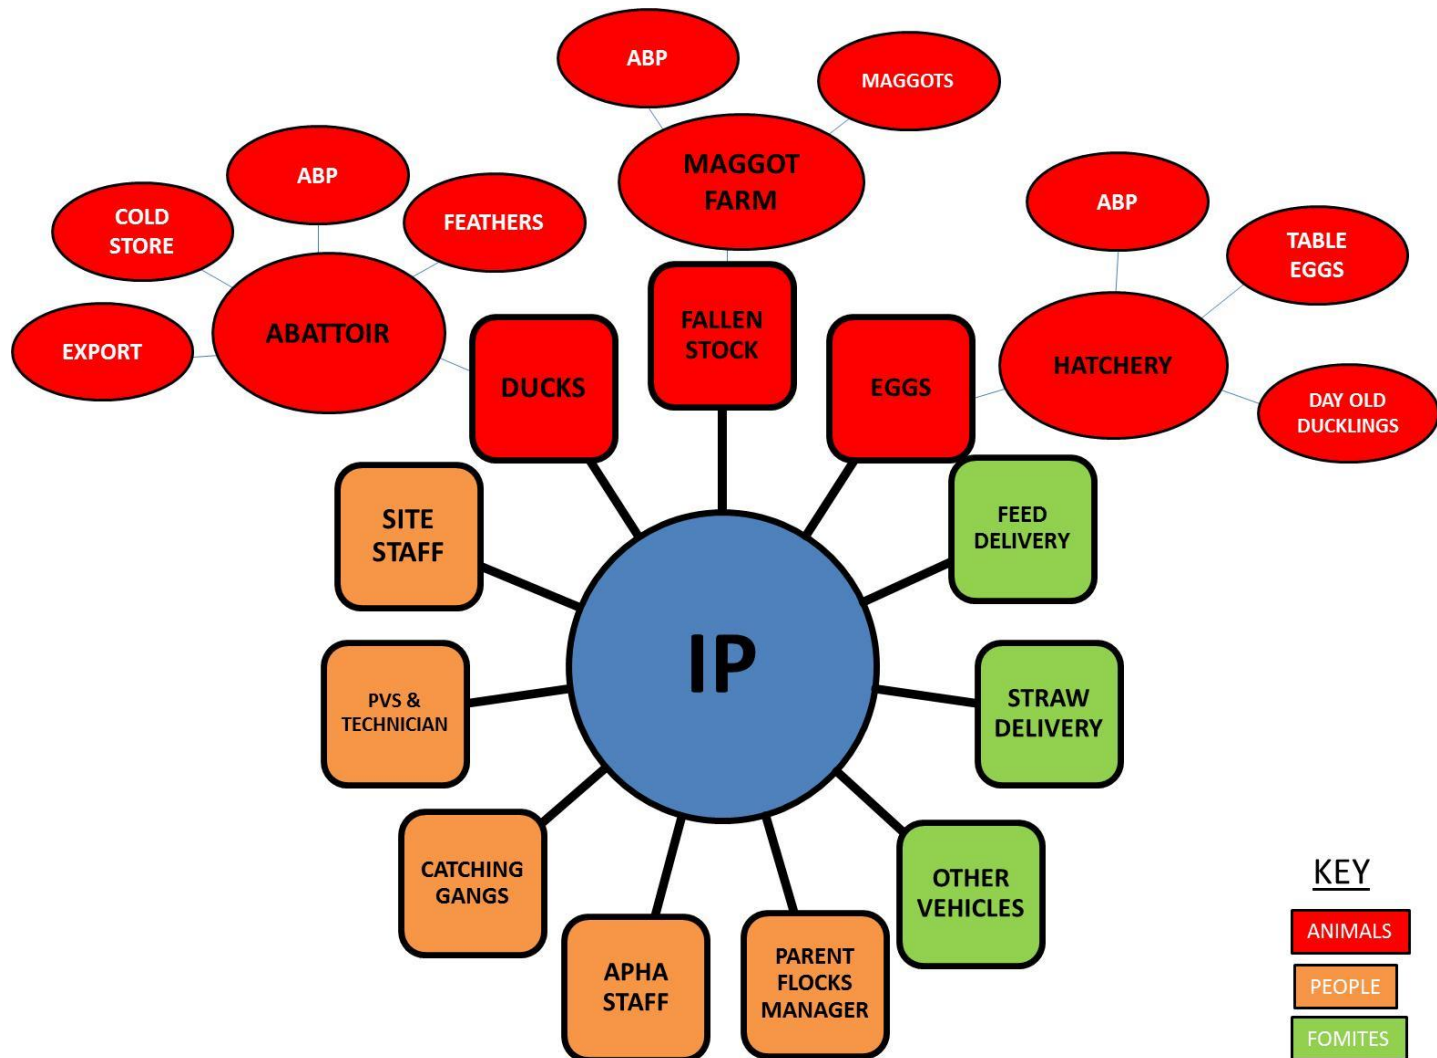 ABP
MAGGOTS
MAGGOT
FARM
ABP
COLD
STORE
FEATHERS
EXPORT
ABATTOIR
ABP
TABLE
EGGS
HATCHERY
DAY OLD
DUCKLINGS
DUCKS
FALLEN
STOCK
EGGS
SITE
STAFF
FEED
DELIVERY
PVS &
TECHNICIAN
IP
STRAW
DELIVERY
CATCHING
GANGS
APHA
STAFF
PARENT
FLOCKS
MANAGER
OTHER
VEHICLES
KEY
ANIMALS
PEOPLE
FOMITES